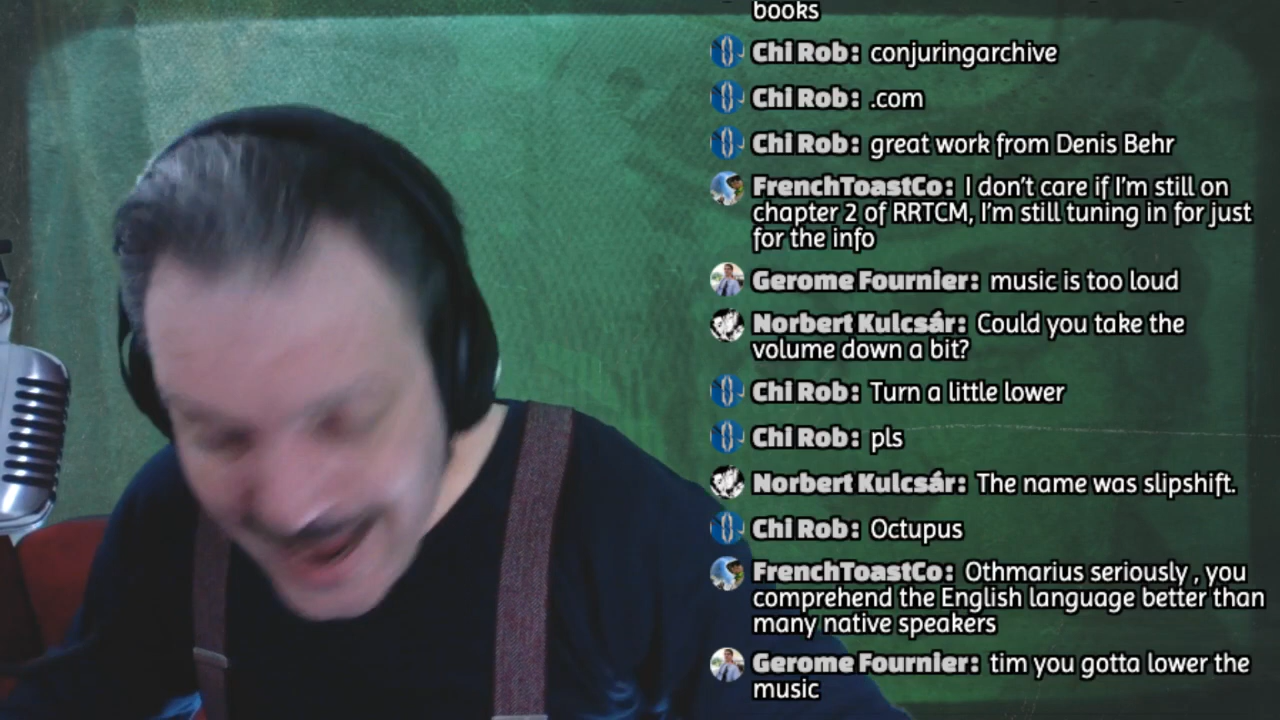 books
Chi Rob: conjuringarchive
Chi Rob: .com
Chi Rob: great work from Denis Behr
FrenchToastCo: I don't care if I'm still on
chapter 2 of RRTCM, I'm still tuning in for just
for the info
Gerome Fournier: music is too loud
Norbert Kulcsár: Could you take the
volume down a bit?
Chi Rob: Turn a little lower
Chi Rob: pls
Norbert Kulcsár: The name was slipshift.
Chi Rob: Octupus
FrenchToastCo: Othmarius seriously , you
comprehend the English language better than
many native speakers
Gerome Fournier: tim you gotta lower the
music